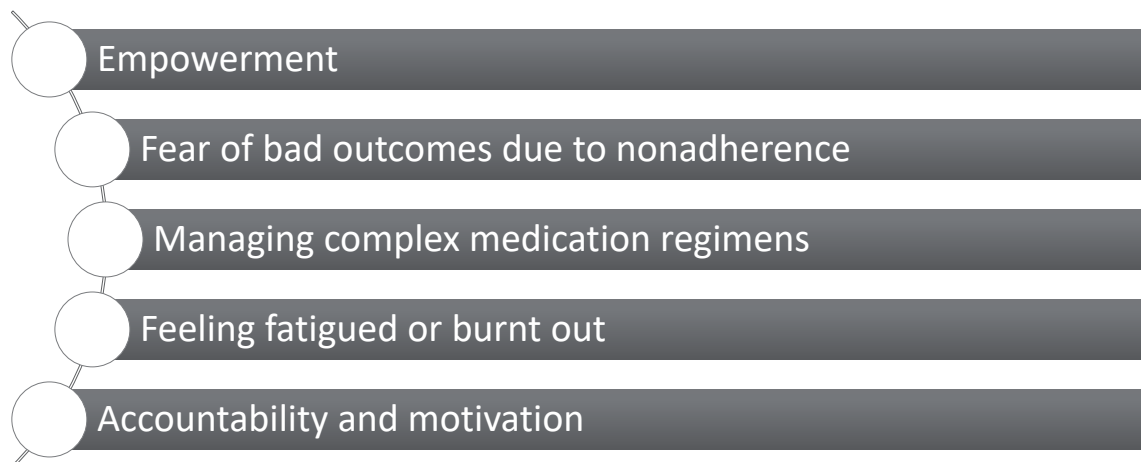 Empowerment
Fear of bad outcomes due to nonadherence
Managing complex medication regimens
Feeling fatigued or burnt out
Accountability and motivation